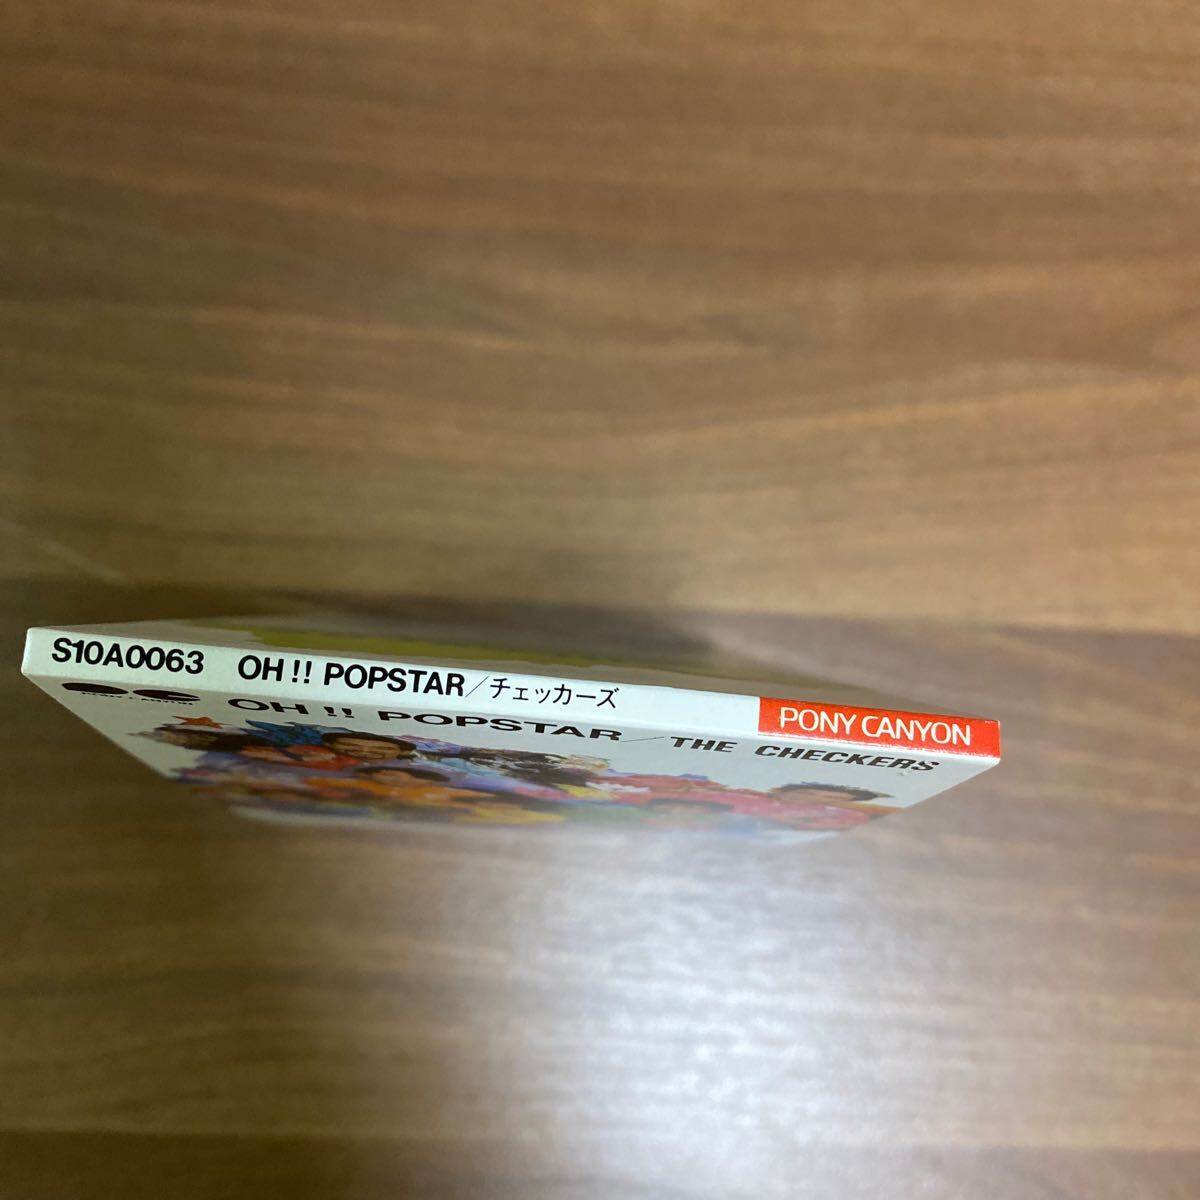 S10A0063 OH!! POPSTAR/チェッカーズ PONY CANYON
OH !! POPSTAR/THE CHECKERS